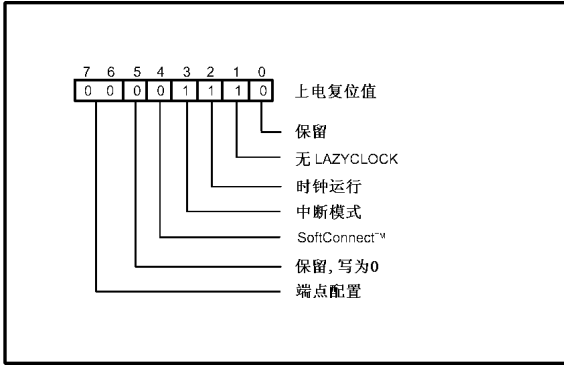 7 6 5 4 3 2 1 0
0 0 0 0 1 1 1 0 上电复位值
保留
无 LAZYCLOCK
时钟运行
中断模式
SoftConnect™
保留, 写为0
端点配置